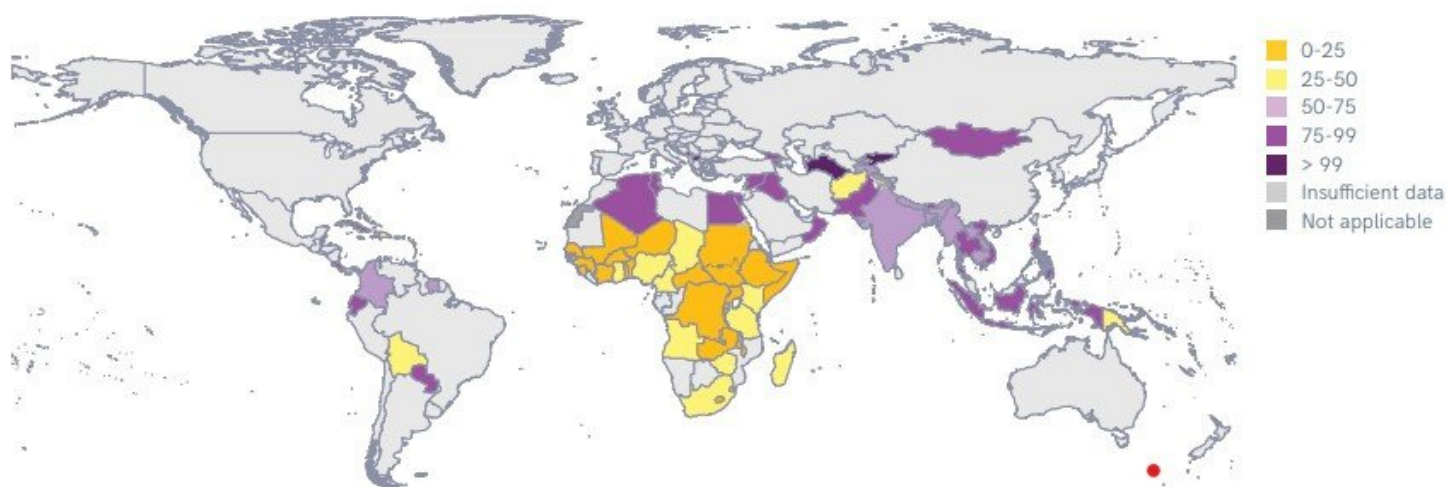 0-25
25-50
50-75
75-99
> 99
Insufficient data
Not applicable